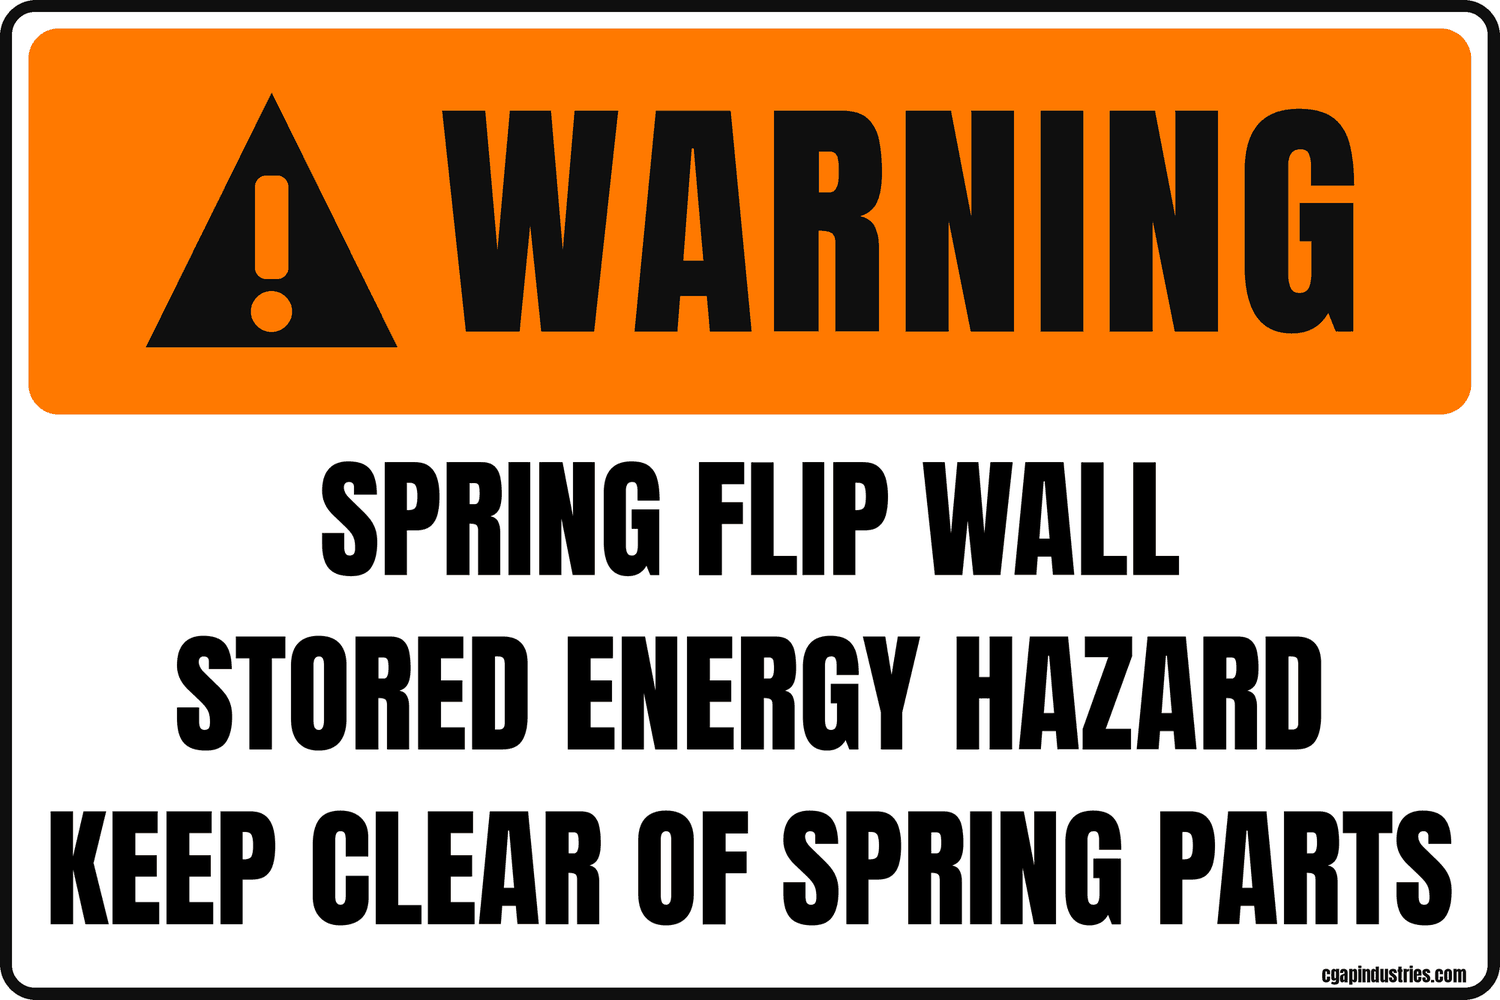 WARNING
SPRING FLIP WALL
STORED ENERGY HAZARD
KEEP CLEAR OF SPRING PARTS
cgapindustries.com